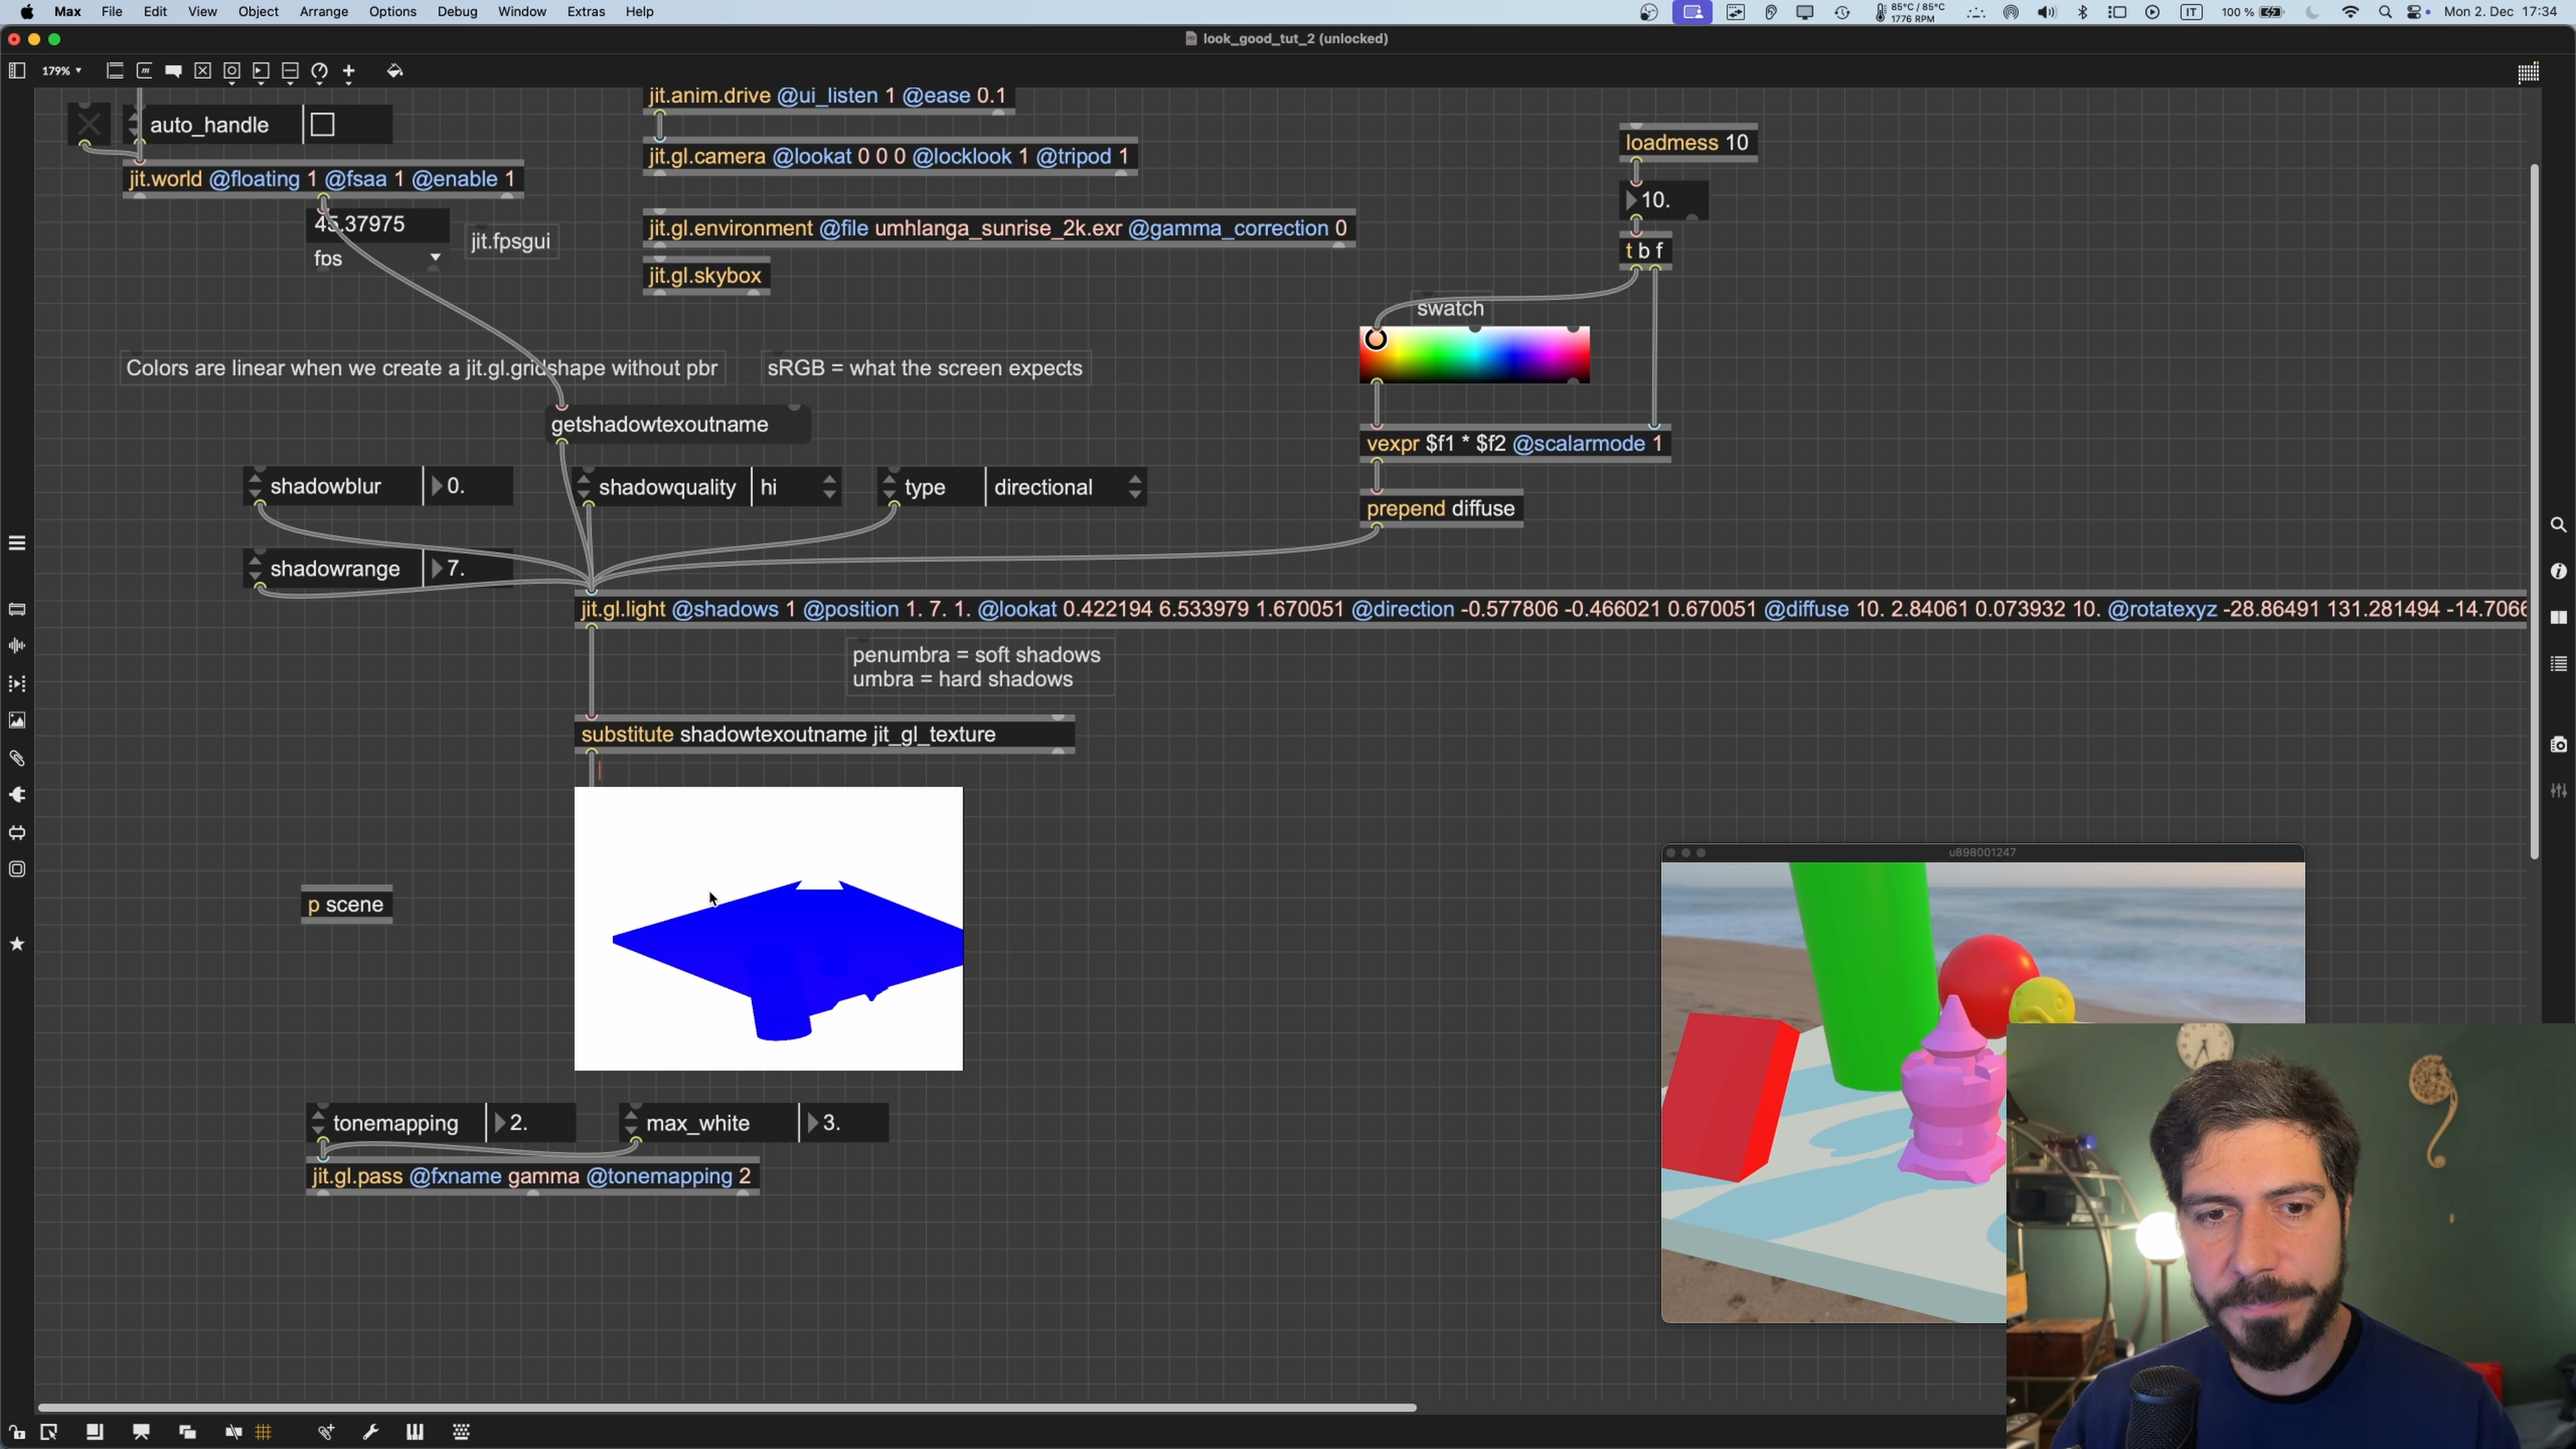 Max File Edit View Object Arrange Options Debug Window Extras Help
85°C / 85°C
1776 RPM
IT
100 %
Mon 2. Dec 17:34
look_good_tut_2 (unlocked)
179%
jit.anim.drive @ui_listen 1 @ease 0.1
auto_handle
loadmess 10
jit.gl.camera @lookat 0 0 0 @locklook 1 @tripod 1
jit.world @floating 1 @fsaa 1 @enable 1
10.
45.37975
fps
jit.fpsgui
jit.gl.environment @file umhlanga_sunrise_2k.exr @gamma_correction 0
t b f
jit.gl.skybox
swatch
Colors are linear when we create a jit.gl.gridshape without pbr
sRGB = what the screen expects
getshadowtexoutname
vexpr $f1 * $f2 @scalarmode 1
shadowblur 0.
shadowquality hi
type directional
prepend diffuse
shadowrange 7.
jit.gl.light @shadows 1 @position 1. 7. 1. @lookat 0.422194 6.533979 1.670051 @direction -0.577806 -0.466021 0.670051 @diffuse 10. 2.84061 0.073932 10. @rotatexyz -28.86491 131.281494 -14.7066
penumbra = soft shadows
umbra = hard shadows
substitute shadowtexoutname jit_gl_texture
u898001247
p scene
tonemapping 2.
max_white 3.
jit.gl.pass @fxname gamma @tonemapping 2